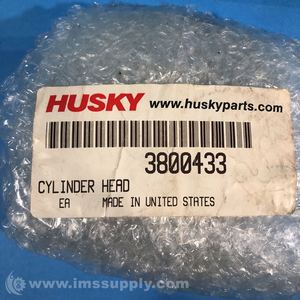 HUSKY www.huskyparts.com
3800433
CYLINDER HEAD
EA MADE IN UNITED STATES
© www.imssupply.com